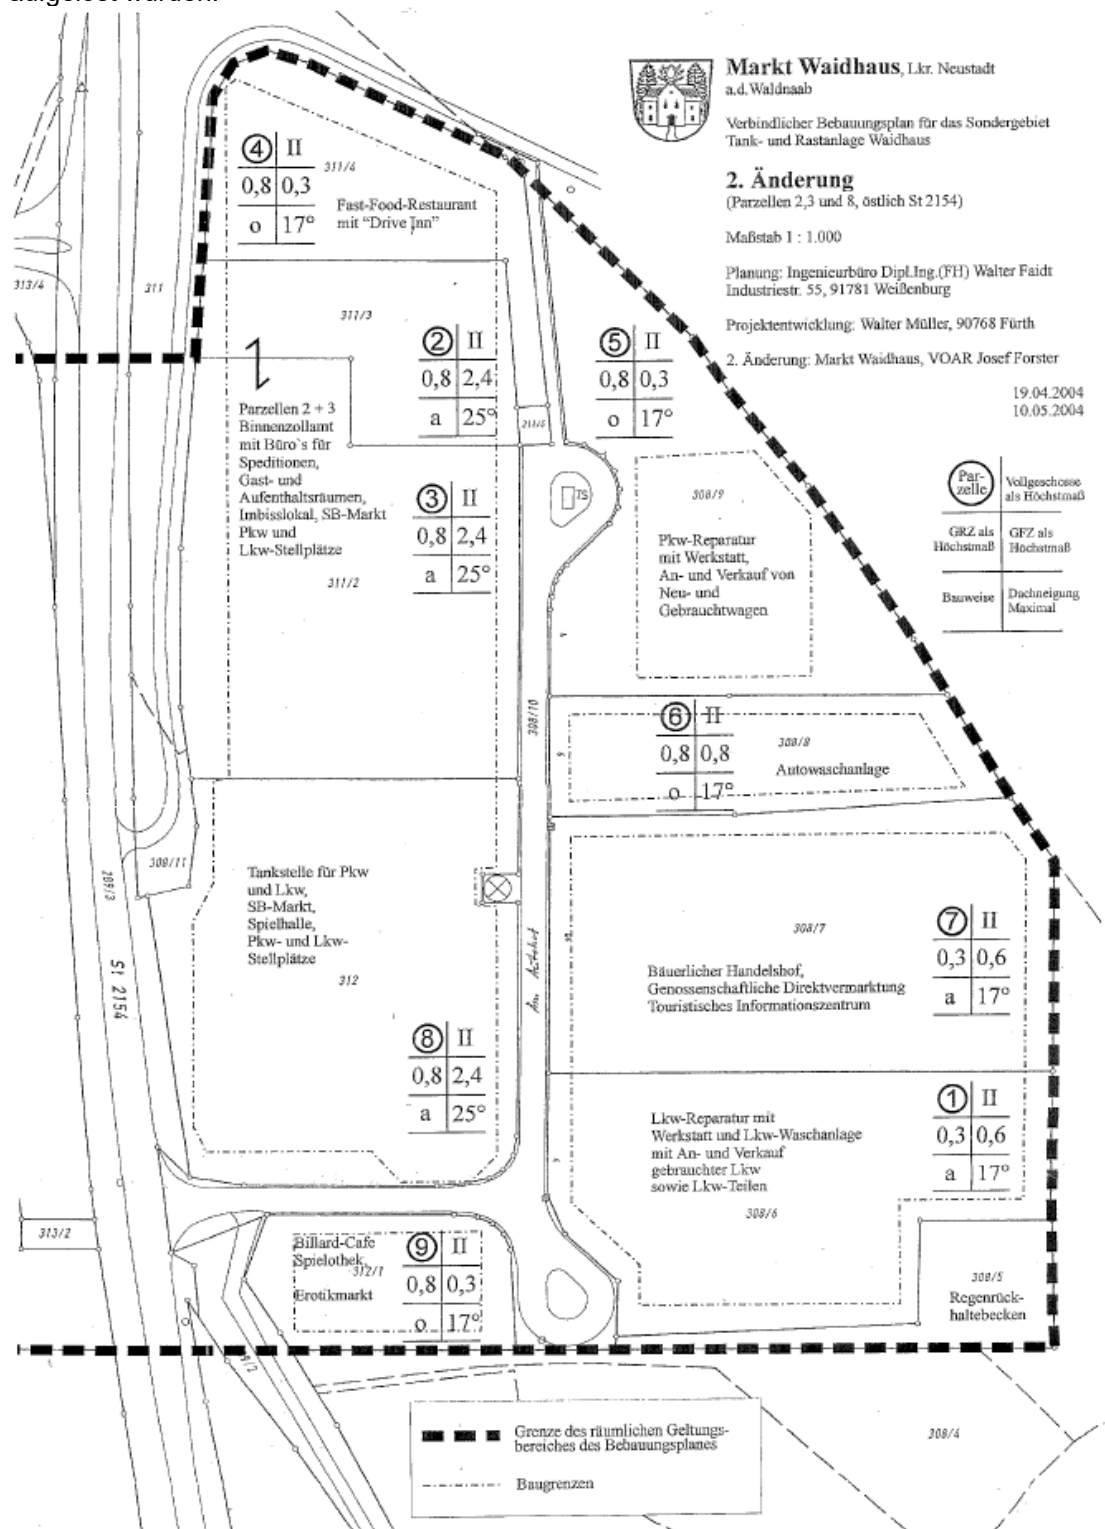 aufgelöst wurden.
Markt Waidhaus, Lkr. Neustadt
a.d. Waldnaab
Verbindlicher Bebauungsplan für das Sondergebiet
Tank- und Rastanlage Waidhaus
2. Änderung
(Parzellen 2,3 und 8, östlich St 2154)
Maßstab 1 : 1.000
Planung: Ingenieurbüro Dipl.Ing.(FH) Walter Faidt
Industriestr. 55, 91781 Weißenburg
Projektentwicklung: Walter Müller, 90768 Fürth
2. Änderung: Markt Waidhaus, VOAR Josef Forster
19.04.2004
10.05.2004
Par-
zelle
Vollgeschosse
als Höchstmaß
GRZ als
Höchstmaß
GFZ als
Höchstmaß
Bauweise
Dachneigung
Maximal
4 II
0,8 0,3
o 17°
311/4
Fast-Food-Restaurant
mit "Drive Inn"
313/4
311
311/3
2 II
0,8 2,4
a 25°
5 II
0,8 0,3
o 17°
Parzellen 2 + 3
Binnenzollamt
mit Büro`s für
Speditionen,
Gast- und
Aufenthaltsräumen,
Imbisslokal, SB-Markt
Pkw und
Lkw-Stellplätze
311/2
3 II
0,8 2,4
a 25°
311/5
TS
308/9
Pkw-Reparatur
mit Werkstatt,
An- und Verkauf von
Neu- und
Gebrauchtwagen
308/10
6 II
0,8 0,8
o 17°
308/8
Autowaschanlage
308/11
289/3
St 2154
Tankstelle für Pkw
und Lkw,
SB-Markt,
Spielhalle,
Pkw- und Lkw-
Stellplätze
312
8 II
0,8 2,4
a 25°
Am Autohof
308/7
Bäuerlicher Handelshof,
Genossenschaftliche Direktvermarktung
Touristisches Informationszentrum
7 II
0,3 0,6
a 17°
Lkw-Reparatur mit
Werkstatt und Lkw-Waschanlage
mit An- und Verkauf
gebrauchter Lkw
sowie Lkw-Teilen
308/6
1 II
0,3 0,6
a 17°
313/2
Billard-Cafe
Spielothek,
312/1
Erotikmarkt
9 II
0,8 0,3
o 17°
308/5
Regenrück-
haltebecken
308/4
Grenze des räumlichen Geltungs-
bereiches des Bebauungsplanes
Baugrenzen